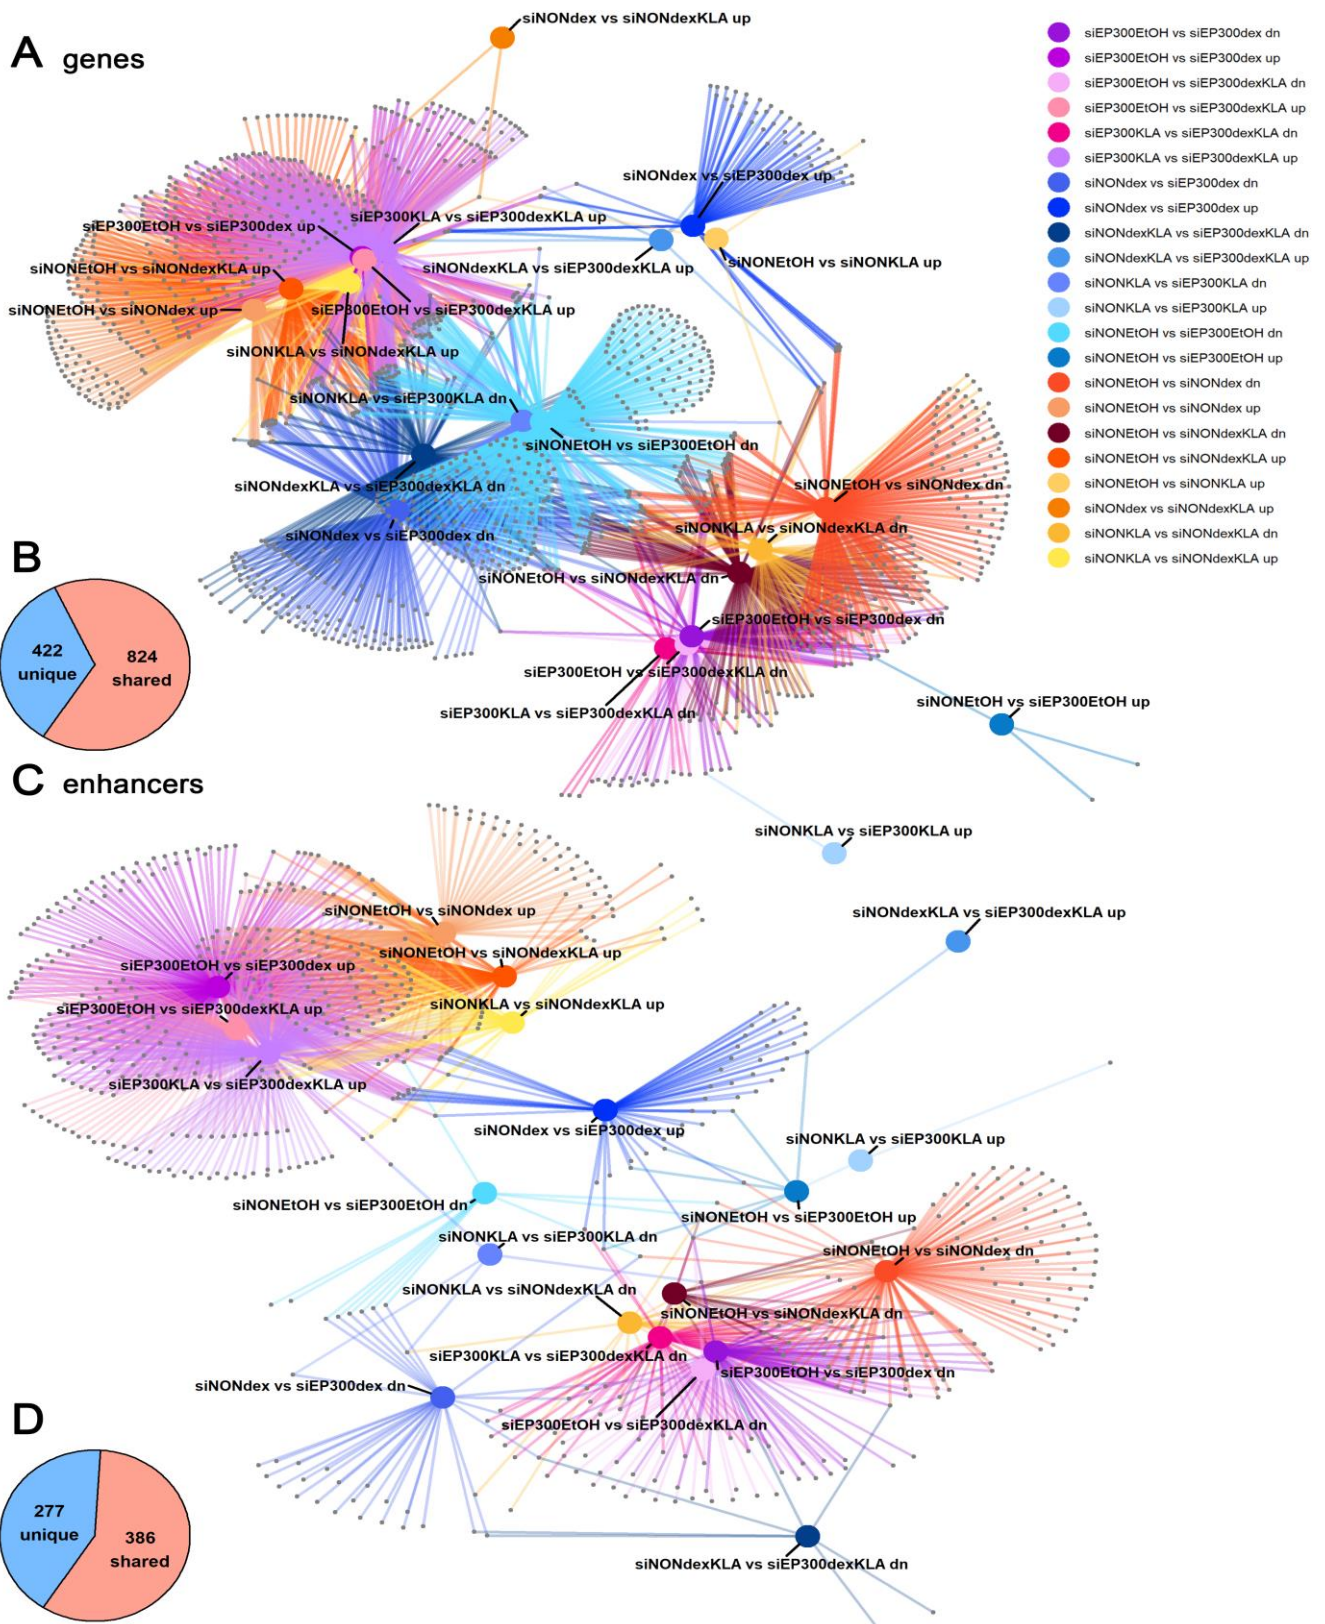 A genes
siNONdex vs siNONdexKLA up
siNONdex vs siEP300dex up
siEP300KLA vs siEP300dexKLA up
siEP300EtOH vs siEP300dex up
siNONEtOH vs siNONKLA up
siNONEtOH vs siNONdexKLA up
siNONdexKLA vs siEP300dexKLA up
siNONEtOH vs siNONdex up
siEP300EtOH vs siEP300dexKLA up
siNONKLA vs siNONdexKLA up
siNONKLA vs siEP300KLA dn
siNONEtOH vs siEP300EtOH dn
siNONdexKLA vs siEP300dexKLA dn
siNONEtOH vs siNONdex dn
siNONKLA vs siNONdexKLA dn
siNONdex vs siEP300dex dn
siNONEtOH vs siNONdexKLA dn
siEP300EtOH vs siEP300dex dn
siEP300EtOH vs siEP300dexKLA dn
siNONEtOH vs siEP300EtOH up
siEP300KLA vs siEP300dexKLA dn
siNONKLA vs siEP300KLA up
siEP300EtOH vs siEP300dex dn
siEP300EtOH vs siEP300dex up
siEP300EtOH vs siEP300dexKLA dn
siEP300EtOH vs siEP300dexKLA up
siEP300KLA vs siEP300dexKLA dn
siEP300KLA vs siEP300dexKLA up
siNONdex vs siEP300dex dn
siNONdex vs siEP300dex up
siNONdexKLA vs siEP300dexKLA dn
siNONdexKLA vs siEP300dexKLA up
siNONKLA vs siEP300KLA dn
siNONKLA vs siEP300KLA up
siNONEtOH vs siEP300EtOH dn
siNONEtOH vs siEP300EtOH up
siNONEtOH vs siNONdex dn
siNONEtOH vs siNONdex up
siNONEtOH vs siNONdexKLA dn
siNONEtOH vs siNONdexKLA up
siNONEtOH vs siNONKLA up
siNONdex vs siNONdexKLA up
siNONKLA vs siNONdexKLA dn
siNONKLA vs siNONdexKLA up
B
422
unique
824
shared
C enhancers
siNONdexKLA vs siEP300dexKLA up
siNONEtOH vs siNONdex up
siNONEtOH vs siNONdexKLA up
siEP300EtOH vs siEP300dex up
siNONKLA vs siNONdexKLA up
siEP300EtOH vs siEP300dexKLA up
siEP300KLA vs siEP300dexKLA up
siNONdex vs siEP300dex up
siNONKLA vs siEP300KLA up
siNONEtOH vs siEP300EtOH dn
siNONEtOH vs siEP300EtOH up
siNONKLA vs siEP300KLA dn
siNONEtOH vs siNONdex dn
siNONKLA vs siNONdexKLA dn
siNONEtOH vs siNONdexKLA dn
siEP300KLA vs siEP300dexKLA dn
siEP300EtOH vs siEP300dex dn
siNONdex vs siEP300dex dn
siEP300EtOH vs siEP300dexKLA dn
siNONdexKLA vs siEP300dexKLA dn
D
277
unique
386
shared